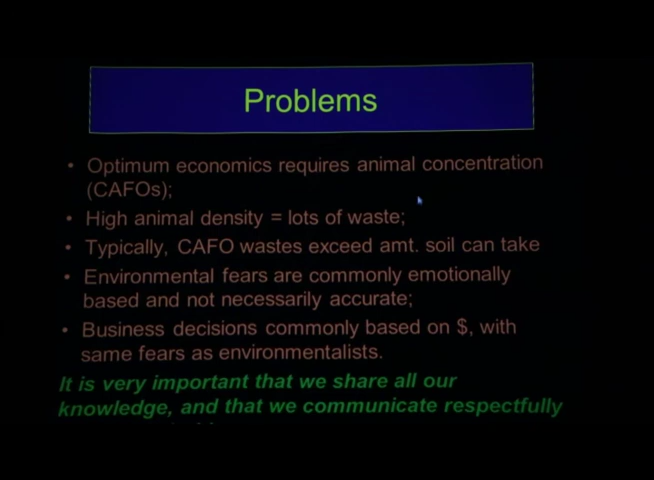 Problems
• Optimum economics requires animal concentration
(CAFOs);
• High animal density = lots of waste;
• Typically, CAFO wastes exceed amt. soil can take
• Environmental fears are commonly emotionally
based and not necessarily accurate;
• Business decisions commonly based on $, with
same fears as environmentalists.
It is very important that we share all our
knowledge, and that we communicate respectfully